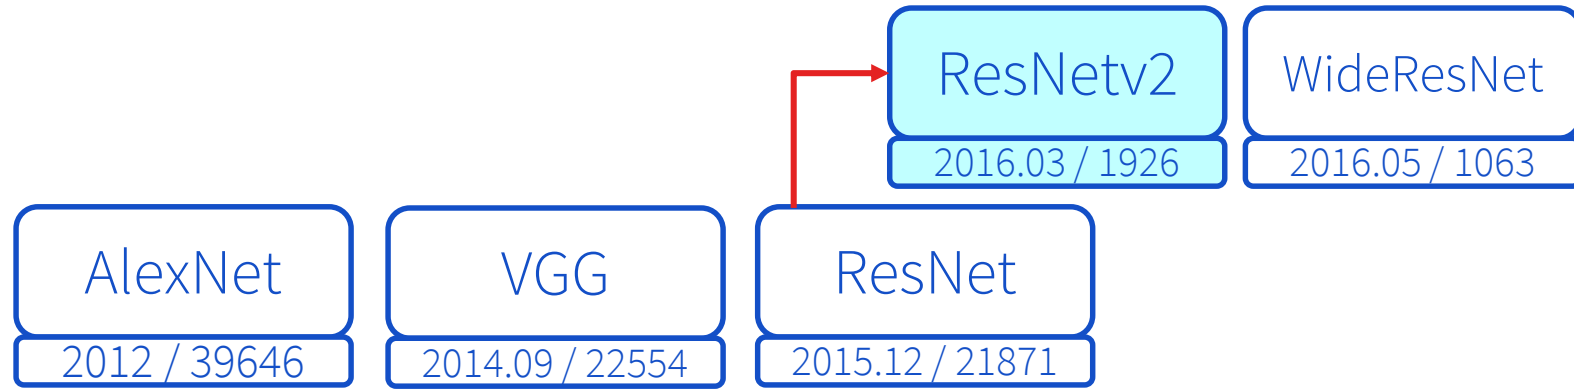 ResNetv2
WideResNet
2016.03 / 1926
2016.05 / 1063
AlexNet
VGG
ResNet
2012 / 39646
2014.09 / 22554
2015.12 / 21871